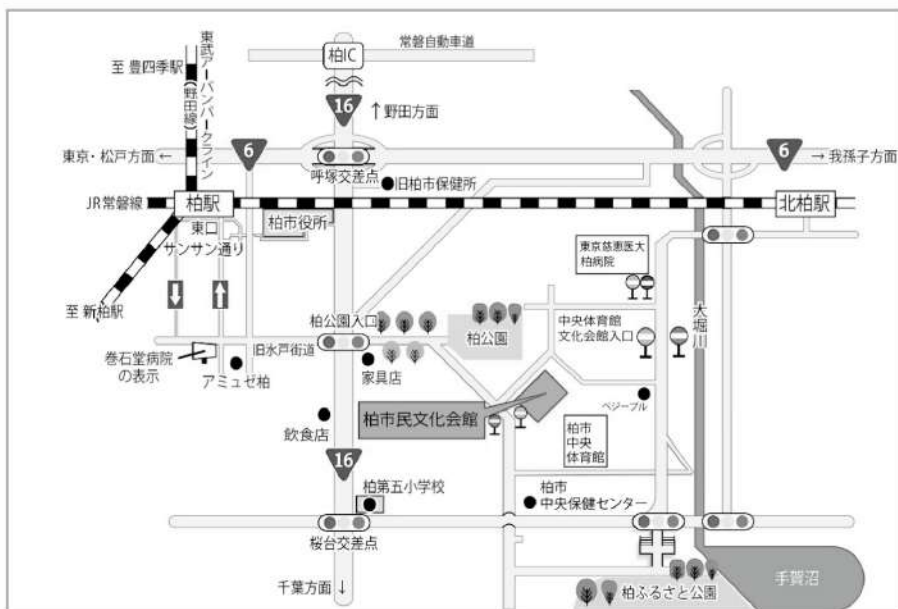 常磐自動車道
柏IC
東武アーバンパークライン
(野田線)
至 豊四季駅
16
↑野田方面
6
東京・松戸方面 ←
呼塚交差点
6
→ 我孫子方面
旧柏市保健所
JR常磐線
柏駅
柏市役所
北柏駅
東口
サンサン通り
至 新柏駅
東京慈恵医大
柏病院
大堀川
柏公園入口
柏公園
中央体育館
文化会館入口
旧水戸街道
巻石堂病院
の表示
アミュゼ柏
家具店
ベジーブル
柏市民文化会館
飲食店
柏市
中央
体育館
16
柏第五小学校
柏市
中央保健センター
桜台交差点
千葉方面 ↓
手賀沼
柏ふるさと公園